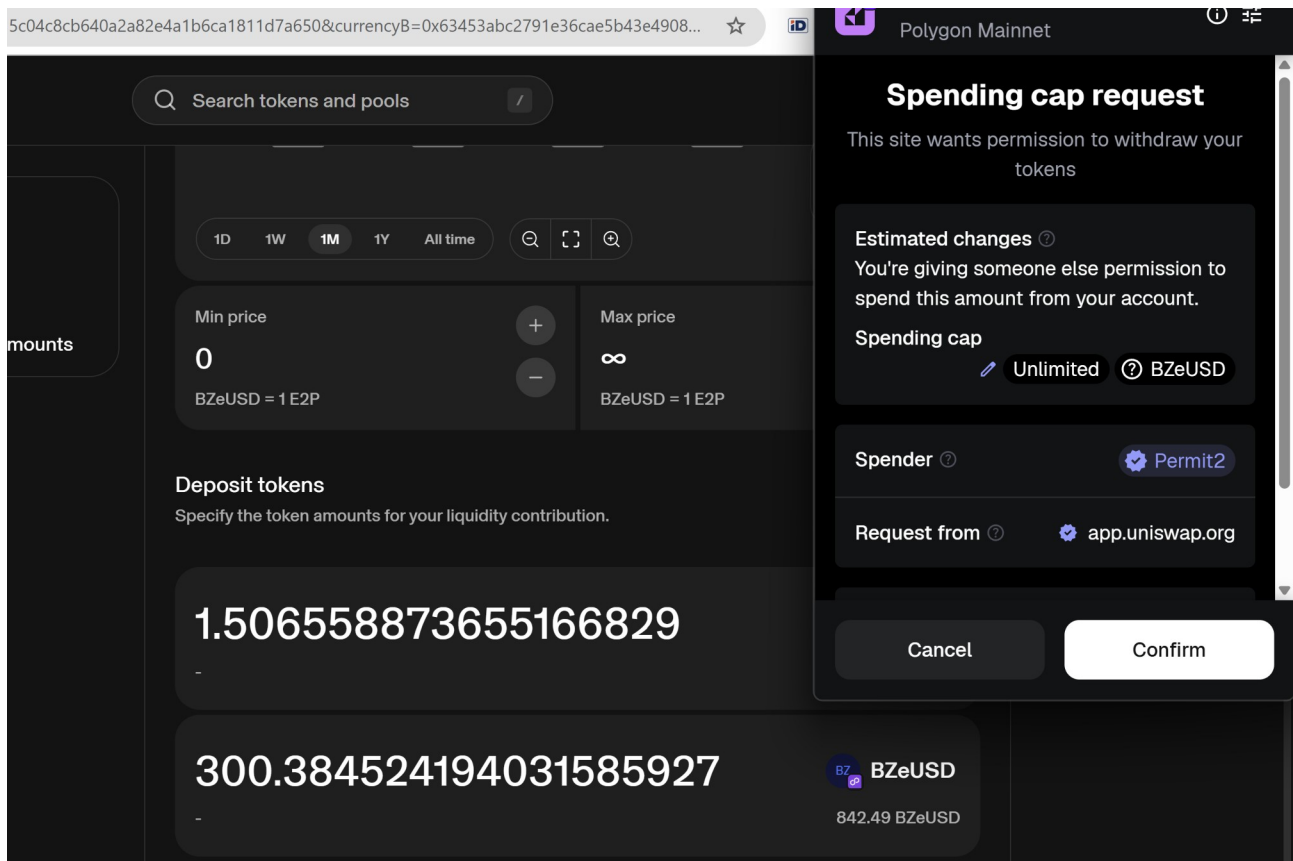 5c04c8cb640a2a82e4a1b6ca1811d7a650&currencyB=0x63453abc2791e36cae5b43e4908...
iD
Polygon Mainnet
Search tokens and pools
/
Spending cap request
This site wants permission to withdraw your
tokens
1D 1W 1M 1Y All time
Estimated changes
You're giving someone else permission to
spend this amount from your account.
Spending cap
Unlimited BZeUSD
Min price
0
BZeUSD = 1 E2P
Max price
∞
BZeUSD = 1 E2P
mounts
Spender Permit2
Request from app.uniswap.org
Cancel Confirm
Deposit tokens
Specify the token amounts for your liquidity contribution.
1.506558873655166829
-
300.384524194031585927
-
BZ BZeUSD
842.49 BZeUSD